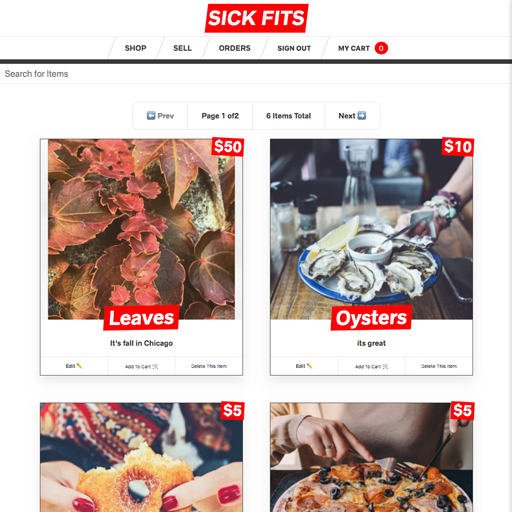 SICK FITS
SHOP SELL ORDERS SIGN OUT MY CART 0
Search for Items
⬅️ Prev Page 1 of2 6 Items Total Next ➡️
$50 $10
Leaves Oysters
It's fall in Chicago its great
Edit ✏️ Add To Cart 🛒 Delete This Item Edit ✏️ Add To Cart 🛒 Delete This Item
$5 $5